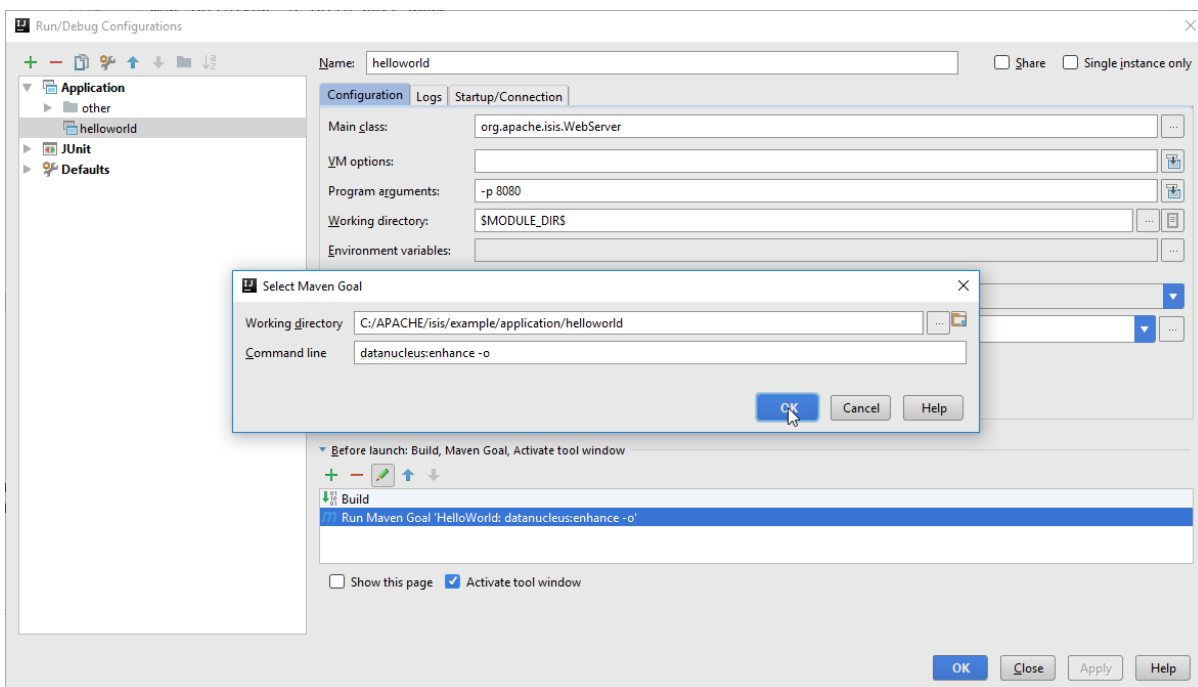 Run/Debug Configurations
Name: helloworld Share Single instance only
Application
other
helloworld
JUnit
Defaults
Configuration Logs Startup/Connection
Main class: org.apache.isis.WebServer ...
VM options:
Program arguments: -p 8080
Working directory: $MODULE_DIR$ ...
Environment variables: ...
Select Maven Goal
Working directory C:/APACHE/isis/example/application/helloworld ...
Command line datanucleus:enhance -o
...
OK Cancel Help
Before launch: Build, Maven Goal, Activate tool window
Build
Run Maven Goal 'HelloWorld: datanucleus:enhance -o'
Show this page Activate tool window
OK Close Apply Help